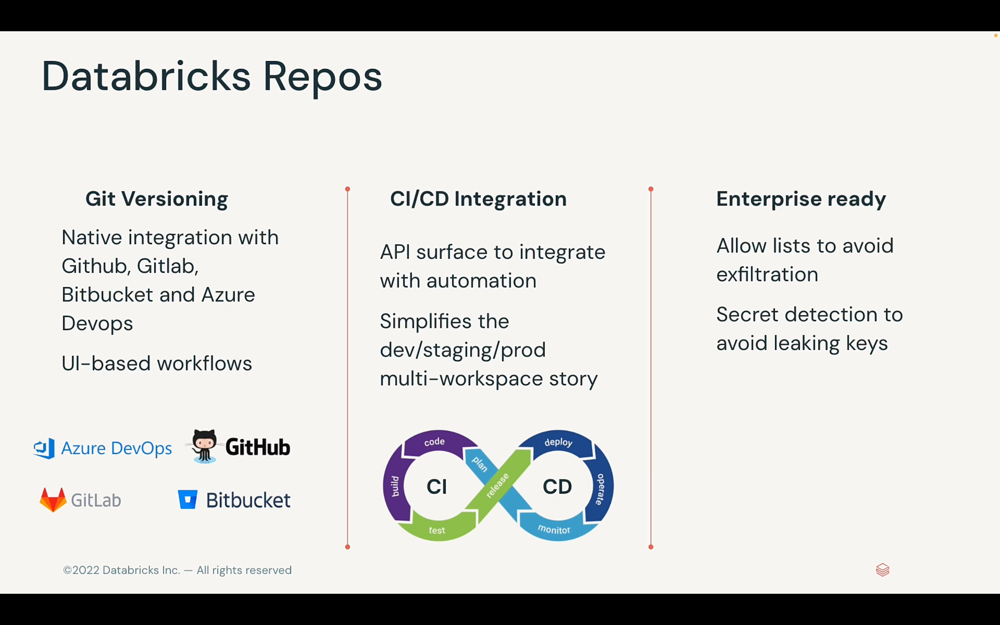 Databricks Repos
Git Versioning
Native integration with
Github, Gitlab,
Bitbucket and Azure
Devops
UI-based workflows
Azure DevOps
GitHub
GitLab
Bitbucket
CI/CD Integration
API surface to integrate
with automation
Simplifies the
dev/staging/prod
multi-workspace story
code
build
test
plan
release
deploy
operate
monitor
CI
CD
Enterprise ready
Allow lists to avoid
exfiltration
Secret detection to
avoid leaking keys
©2022 Databricks Inc. — All rights reserved